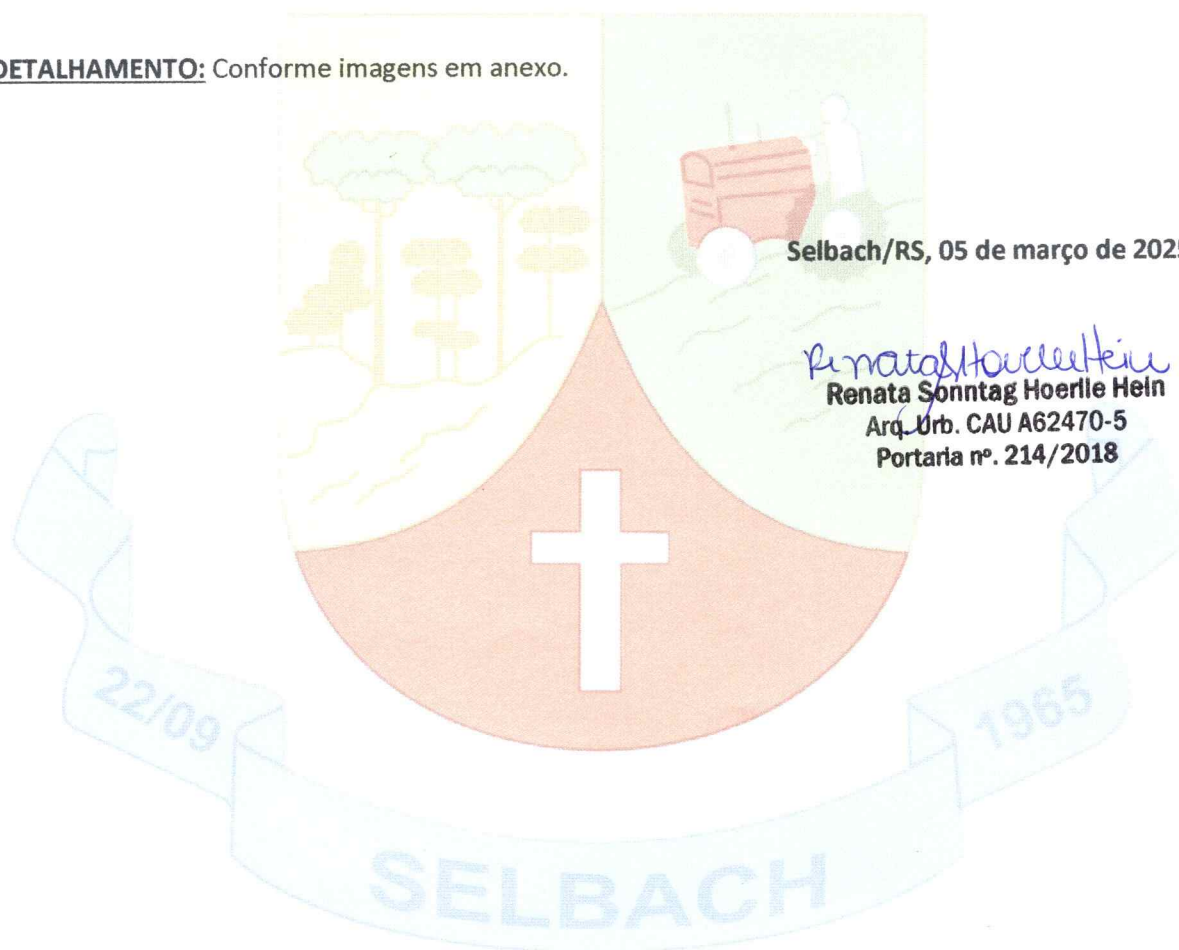 DETALHAMENTO: Conforme imagens em anexo.
Selbach/RS, 05 de março de 2025
Renata Sonntag Hoerlle Hein
Arq. Urb. CAU A62470-5
Portaria nº. 214/2018
22/09
1965
SELBACH